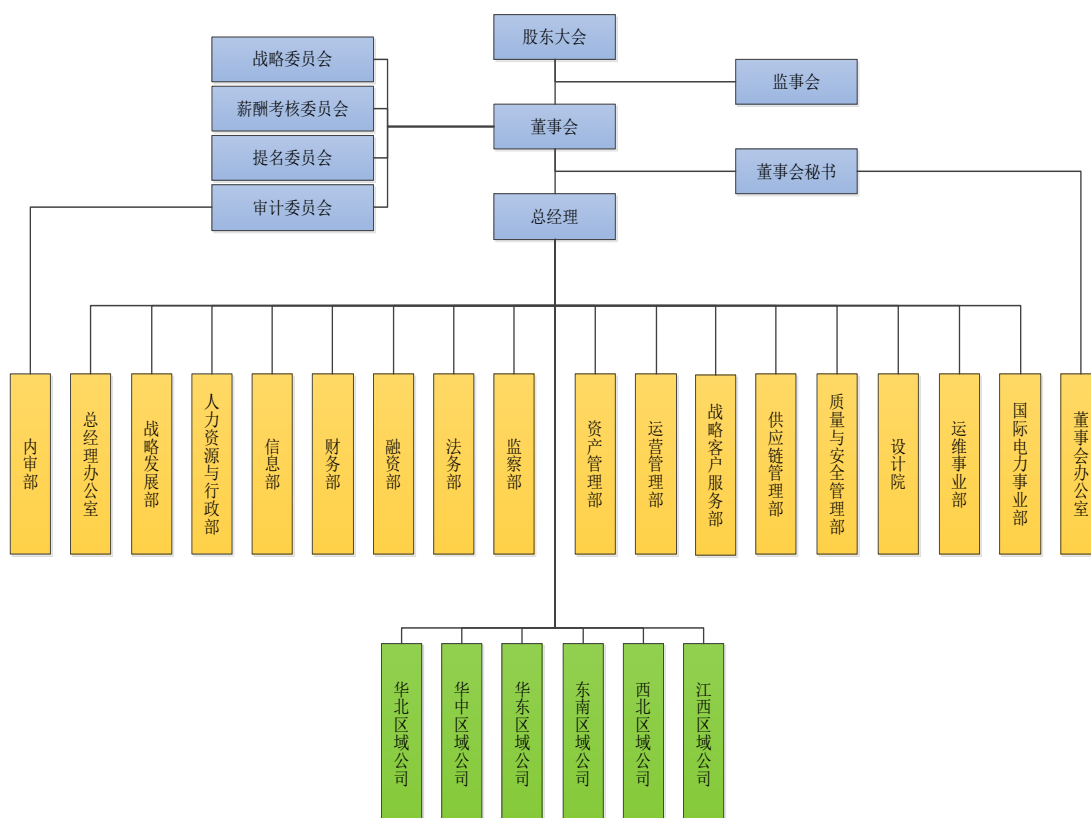 股东大会
战略委员会
监事会
薪酬考核委员会
董事会
提名委员会
董事会秘书
审计委员会
总经理
内审部
总经理办公室
战略发展部
人力资源与行政部
信息部
财务部
融资部
法务部
监察部
资产管理部
运营管理部
战略客户服务部
供应链管理部
质量与安全管理部
设计院
运维事业部
国际电力事业部
董事会办公室
华北区域公司
华中区域公司
华东区域公司
东南区域公司
西北区域公司
江西区域公司